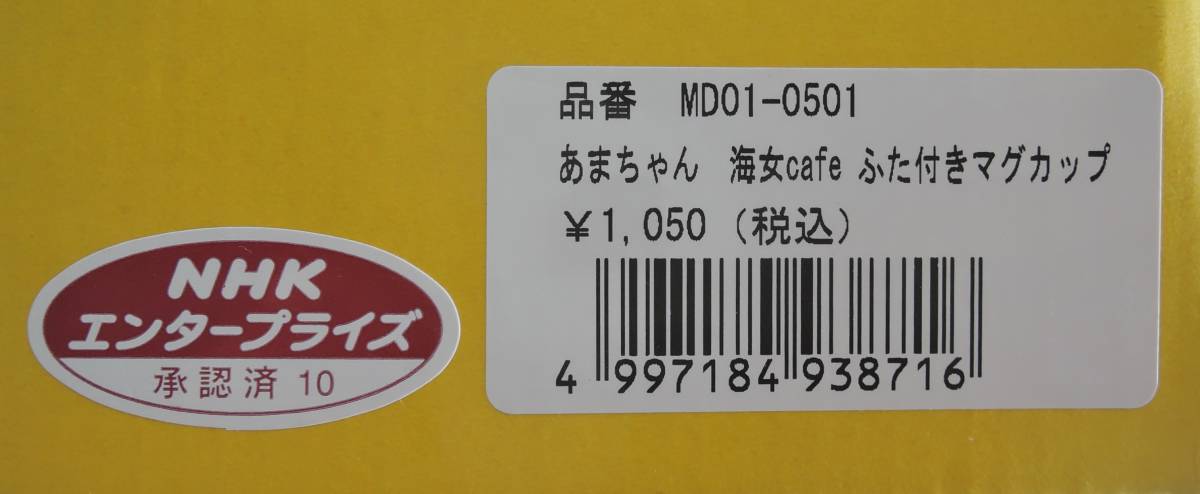 品番 MD01-0501
あまちゃん 海女cafe ふた付きマグカップ
￥1,050（税込）
4 997184 938716
NHK
エンタープライズ
承認済 10